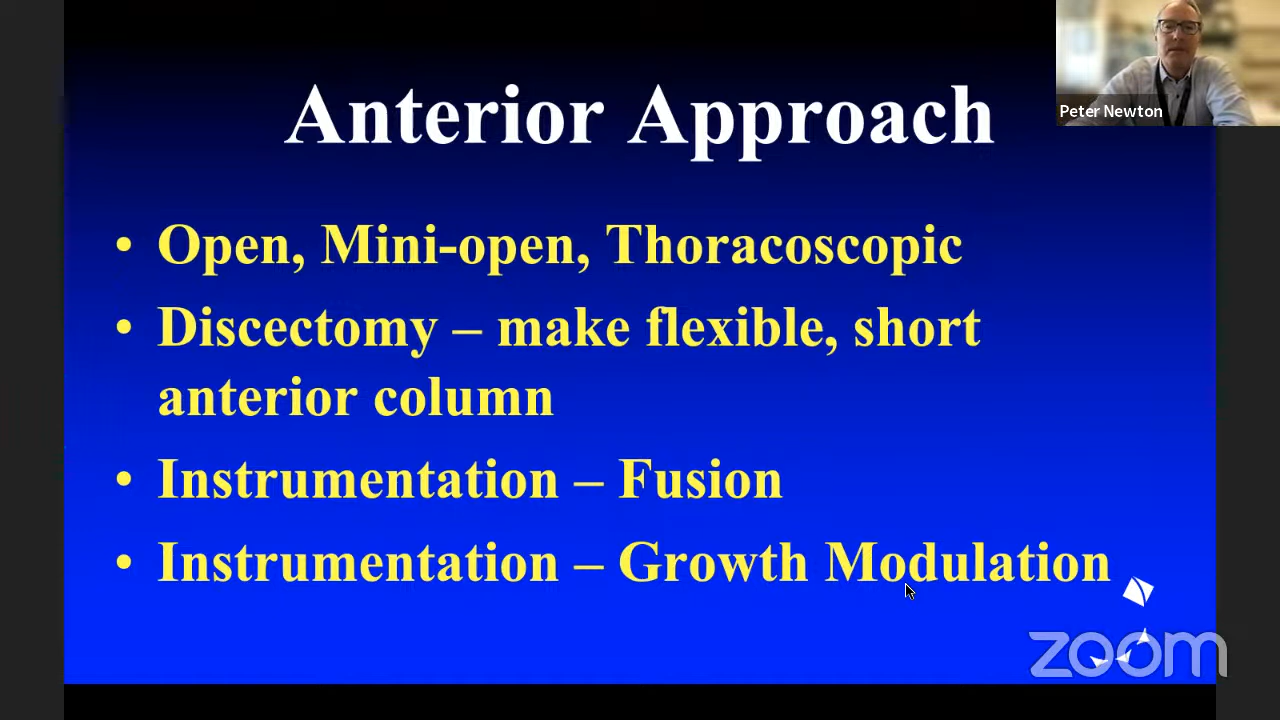 Anterior Approach
Peter Newton
• Open, Mini-open, Thoracoscopic
• Discectomy – make flexible, short
anterior column
• Instrumentation – Fusion
• Instrumentation – Growth Modulation
zoom